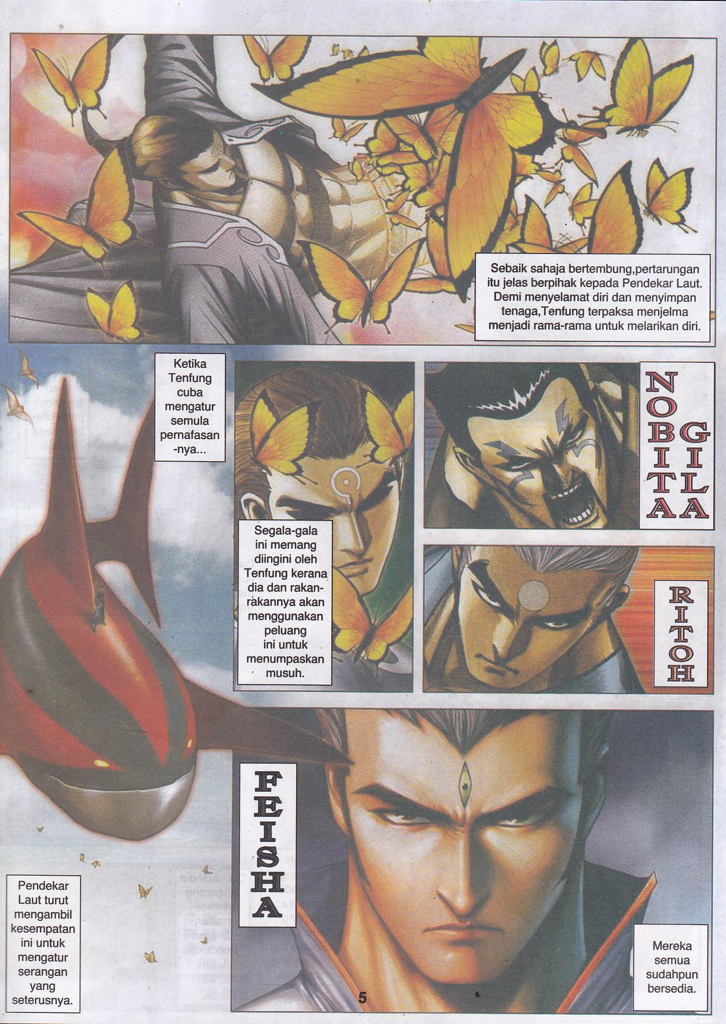 Sebaik sahaja bertembung,pertarungan
itu jelas berpihak kepada Pendekar Laut.
Demi menyelamat diri dan menyimpan
tenaga,Tenfung terpaksa menjelma
menjadi rama-rama untuk melarikan diri.
Ketika
Tenfung
cuba
mengatur
semula
pernafasan
-nya...
Segala-gala
ini memang
diingini oleh
Tenfung kerana
dia dan rakan-
rakannya akan
menggunakan
peluang
ini untuk
menumpaskan
musuh.
NOBITA
GILA
RITOH
FEISHA
Pendekar
Laut turut
mengambil
kesempatan
ini untuk
mengatur
serangan
yang
seterusnya.
Mereka
semua
sudahpun
bersedia.
5